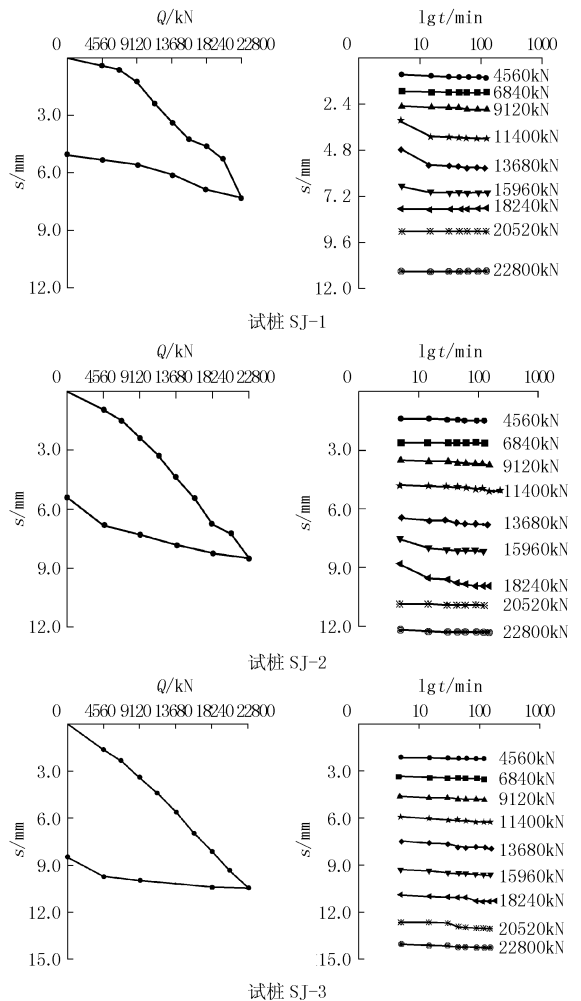 Q/kN
lgt/min
0 4560 9120 13680 18240 22800
0 10 100 1000
3.0
6.0
9.0
12.0
s/mm
2.4
4.8
7.2
9.6
12.0
s/mm
4560kN
6840kN
9120kN
11400kN
13680kN
15960kN
18240kN
20520kN
22800kN
试桩 SJ-1
Q/kN
lgt/min
0 4560 9120 13680 18240 22800
0 10 100 1000
3.0
6.0
9.0
12.0
s/mm
3.0
6.0
9.0
12.0
s/mm
4560kN
6840kN
9120kN
11400kN
13680kN
15960kN
18240kN
20520kN
22800kN
试桩 SJ-2
Q/kN
lgt/min
0 4560 9120 13680 18240 22800
0 10 100 1000
3.0
6.0
9.0
12.0
15.0
s/mm
3.0
6.0
9.0
12.0
15.0
s/mm
4560kN
6840kN
9120kN
11400kN
13680kN
15960kN
18240kN
20520kN
22800kN
试桩 SJ-3